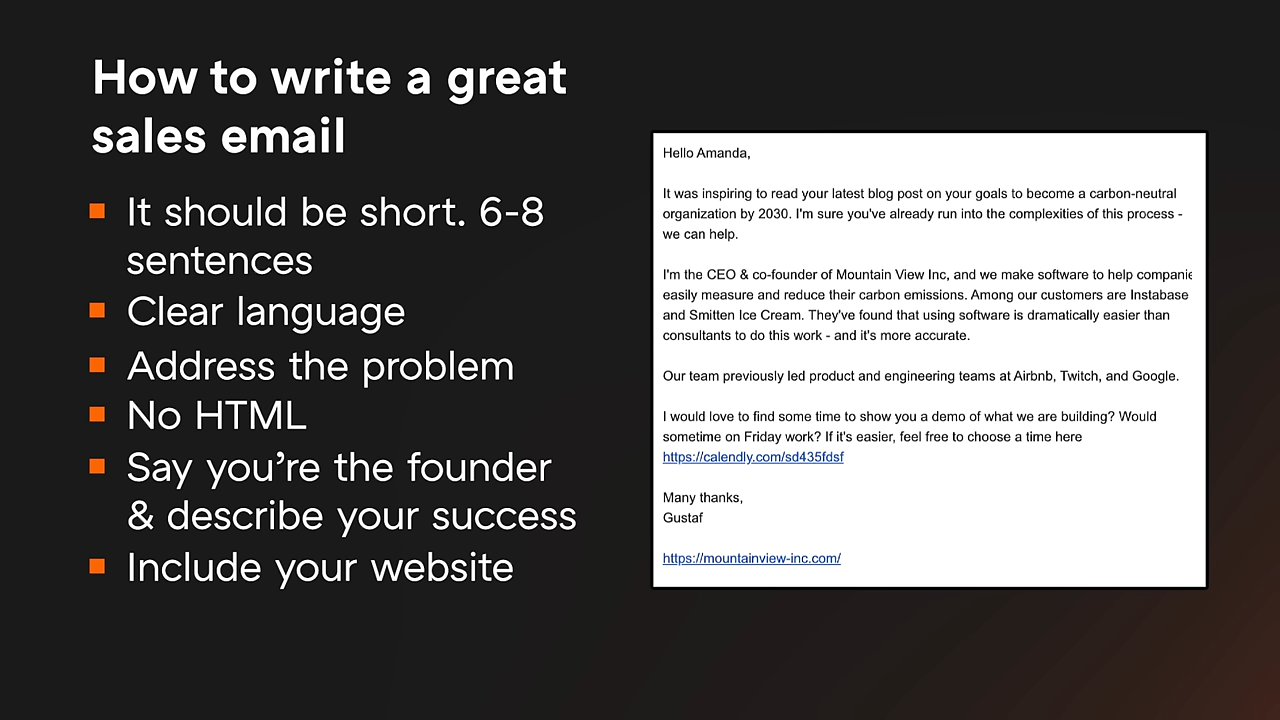 How to write a great
sales email
It should be short. 6-8
sentences
Clear language
Address the problem
No HTML
Say you're the founder
& describe your success
Include your website
Hello Amanda,
It was inspiring to read your latest blog post on your goals to become a carbon-neutral
organization by 2030. I'm sure you've already run into the complexities of this process -
we can help.
I'm the CEO & co-founder of Mountain View Inc, and we make software to help companie
easily measure and reduce their carbon emissions. Among our customers are Instabase
and Smitten Ice Cream. They've found that using software is dramatically easier than
consultants to do this work - and it's more accurate.
Our team previously led product and engineering teams at Airbnb, Twitch, and Google.
I would love to find some time to show you a demo of what we are building? Would
sometime on Friday work? If it's easier, feel free to choose a time here
https://calendly.com/sd435fdsf
Many thanks,
Gustaf
https://mountainview-inc.com/